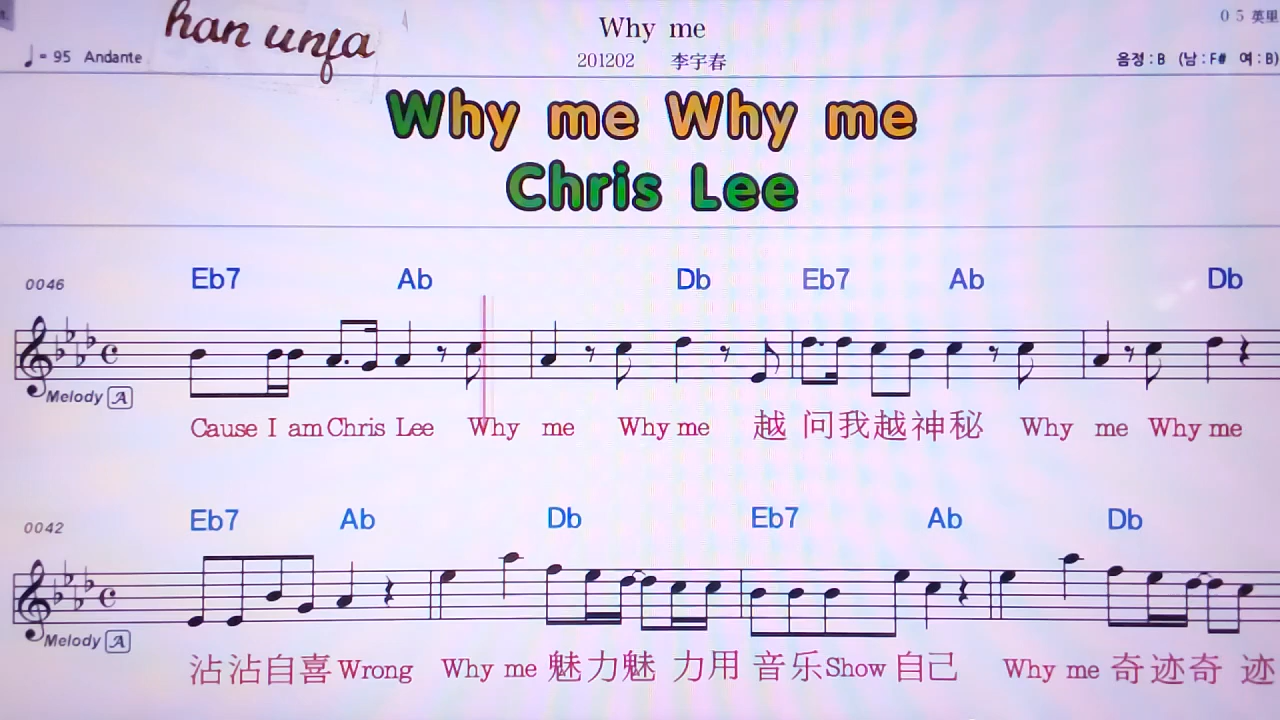 han unja
Why me
05英里
♩= 95 Andante
201202 李宇春
음정 : B (남 : F# 여 : B)
Why me Why me
Chris Lee
0046 Eb7 Ab Db Eb7 Ab Db
Melody A
Cause I am Chris Lee Why me Why me 越 问我越神秘 Why me Why me
0042 Eb7 Ab Db Eb7 Ab Db
Melody A
沾沾自喜 Wrong Why me 魅力魅 力用 音乐Show 自己 Why me 奇迹奇 迹